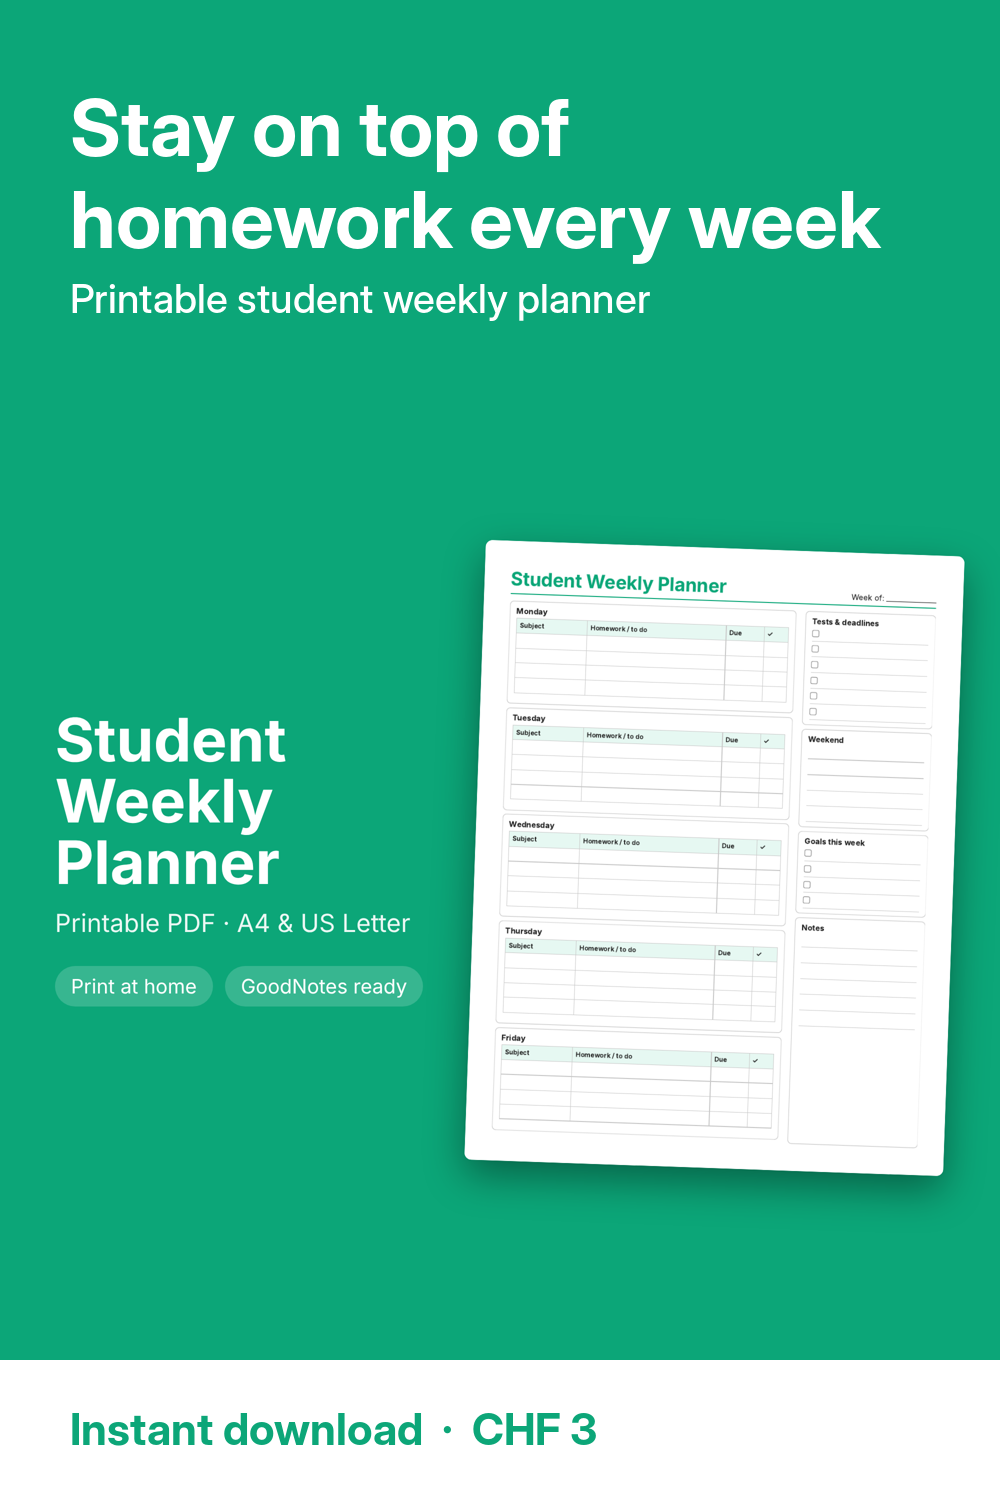 Stay on top of
homework every week
Printable student weekly planner
Student
Weekly
Planner
Printable PDF · A4 & US Letter
Print at home
GoodNotes ready
Student Weekly Planner
Week of:
Monday
Subject Homework / to do Due ✓
Tuesday
Subject Homework / to do Due ✓
Wednesday
Subject Homework / to do Due ✓
Thursday
Subject Homework / to do Due ✓
Friday
Subject Homework / to do Due ✓
Tests & deadlines
Weekend
Goals this week
Notes
Instant download · CHF 3